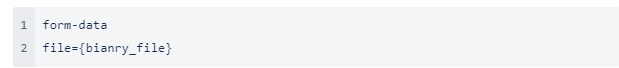 1 form-data
2 file={bianry_file}